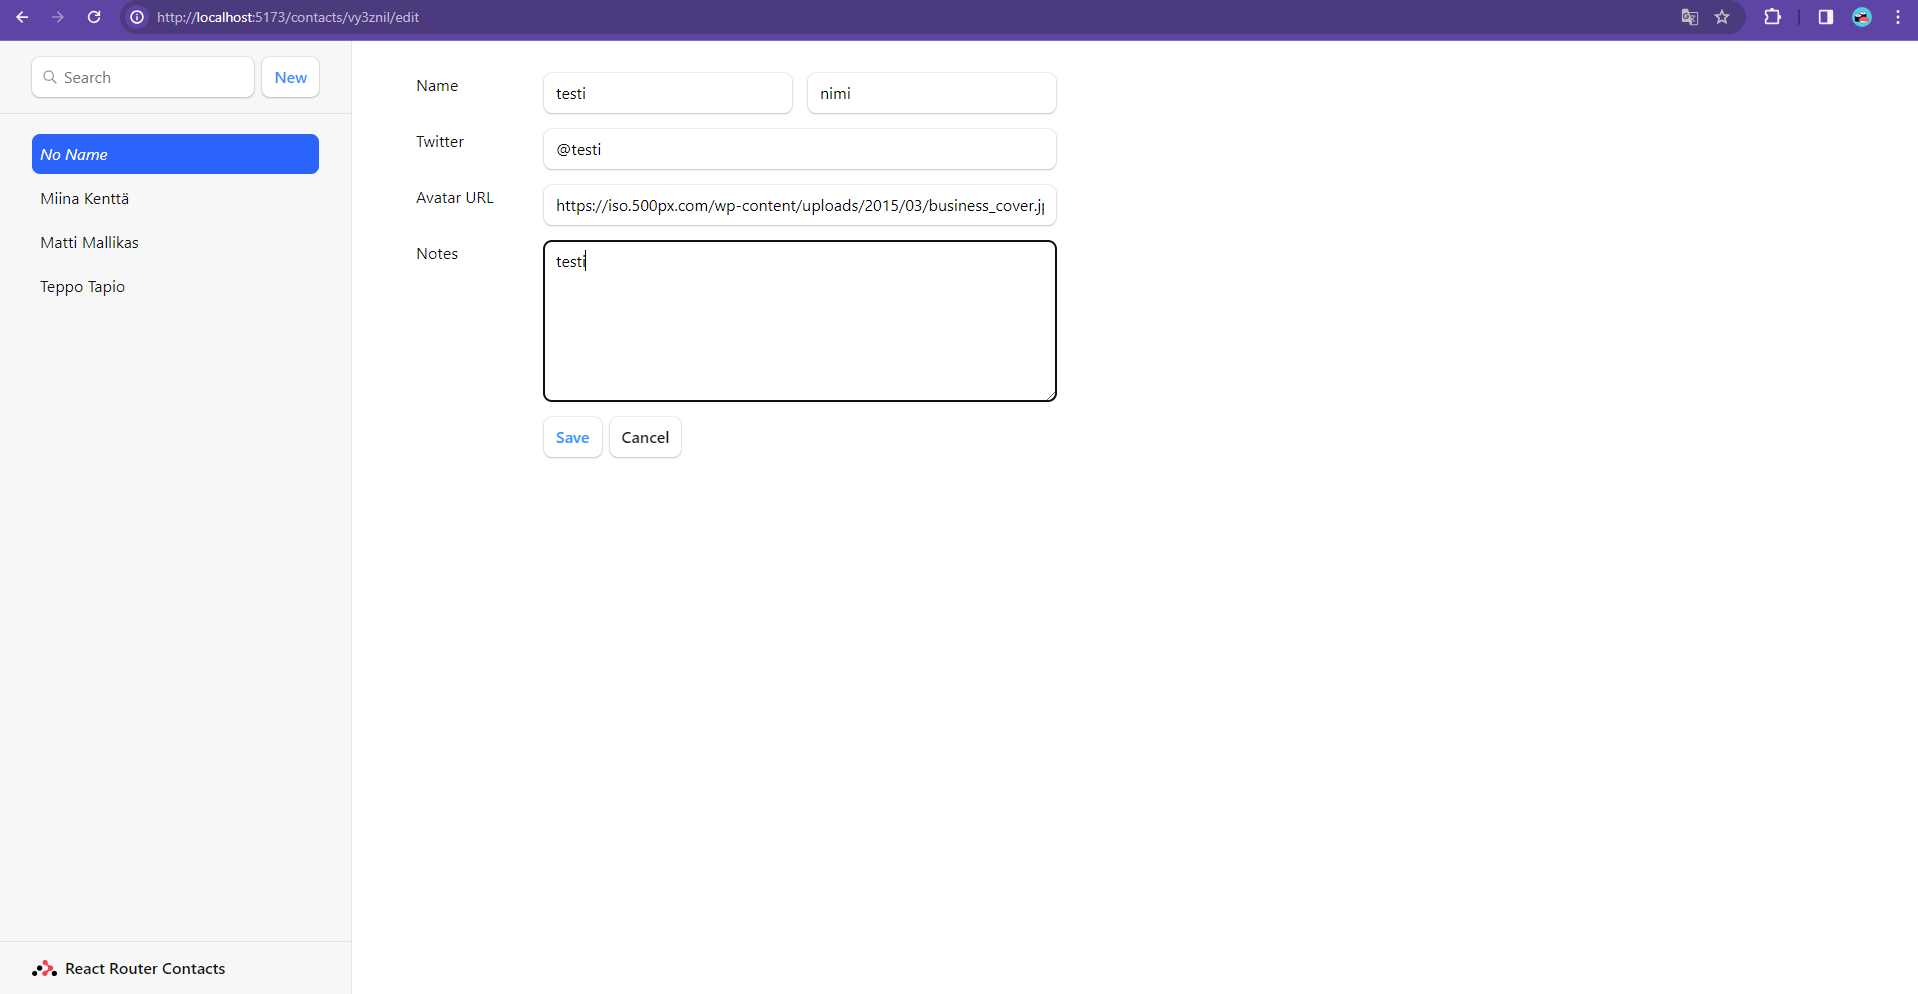 http://localhost:5173/contacts/vy3znil/edit
Search
New
No Name
Miina Kenttä
Matti Mallikas
Teppo Tapio
React Router Contacts
Name
testi
nimi
Twitter
@testi
Avatar URL
https://iso.500px.com/wp-content/uploads/2015/03/business_cover.jp
Notes
testi
Save
Cancel